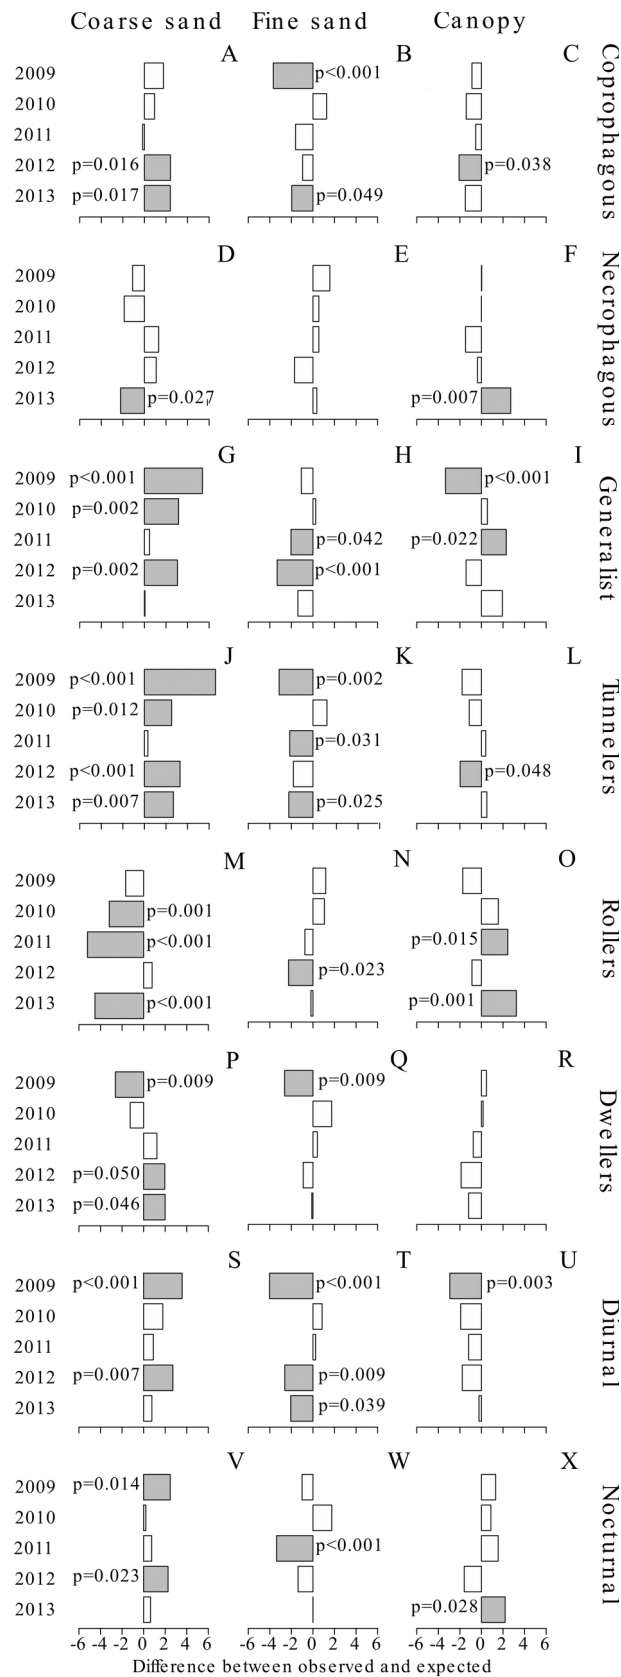 Coarse sand Fine sand Canopy
A B C
Coprophagous
2009 p<0.001
2010
2011
2012 p=0.016 p=0.038
2013 p=0.017 p=0.049
D E F
Necrophagous
2009
2010
2011
2012
2013 p=0.027 p=0.007
G H I
Generalist
2009 p<0.001 p<0.001
2010 p=0.002
2011 p=0.042 p=0.022
2012 p=0.002 p<0.001
2013
J K L
Tunnelers
2009 p<0.001 p=0.002
2010 p=0.012
2011 p=0.031
2012 p<0.001 p=0.048
2013 p=0.007 p=0.025
M N O
Rollers
2009
2010 p=0.001
2011 p<0.001 p=0.015
2012 p=0.023
2013 p<0.001 p=0.001
P Q R
Dwellers
2009 p=0.009 p=0.009
2010
2011
2012 p=0.050
2013 p=0.046
S T U
Diurnal
2009 p<0.001 p<0.001 p=0.003
2010
2011
2012 p=0.007 p=0.009
2013 p=0.039
V W X
Nocturnal
2009 p=0.014
2010
2011 p<0.001
2012 p=0.023
2013 p=0.028
-6 -4 -2 0 2 4 6 -6 -4 -2 0 2 4 6 -6 -4 -2 0 2 4 6
Difference between observed and expected